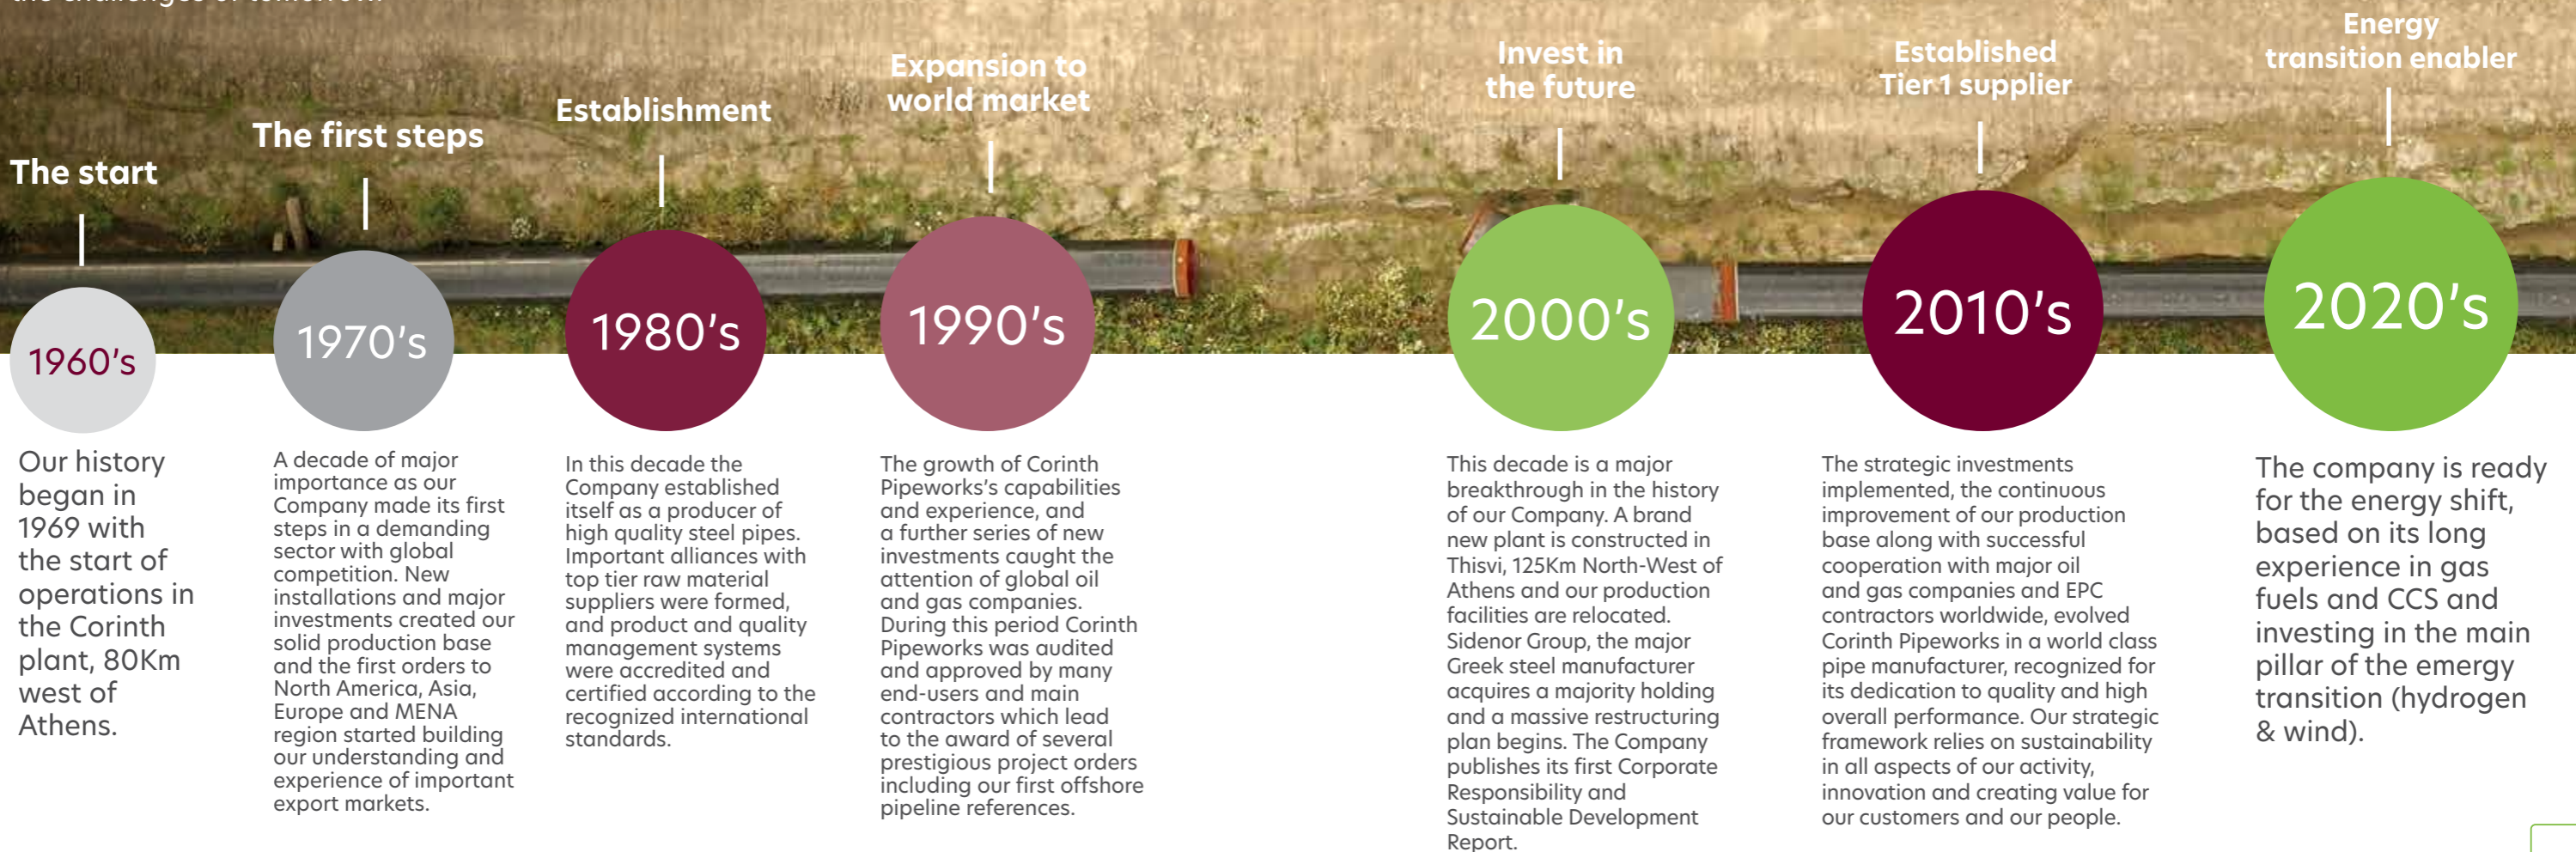 the challenges of tomorrow.
The start
1960's
Our history
began in
1969 with
the start of
operations in
the Corinth
plant, 80Km
west of
Athens.
The first steps
1970's
A decade of major
importance as our
Company made its first
steps in a demanding
sector with global
competition. New
installations and major
investments created our
solid production base
and the first orders to
North America, Asia,
Europe and MENA
region started building
our understanding and
experience of important
export markets.
Establishment
1980's
In this decade the
Company established
itself as a producer of
high quality steel pipes.
Important alliances with
top tier raw material
suppliers were formed,
and product and quality
management systems
were accredited and
certified according to the
recognized international
standards.
Expansion to
world market
1990's
The growth of Corinth
Pipeworks's capabilities
and experience, and
a further series of new
investments caught the
attention of global oil
and gas companies.
During this period Corinth
Pipeworks was audited
and approved by many
end-users and main
contractors which lead
to the award of several
prestigious project orders
including our first offshore
pipeline references.
Invest in
the future
2000's
This decade is a major
breakthrough in the history
of our Company. A brand
new plant is constructed in
Thisvi, 125Km North-West of
Athens and our production
facilities are relocated.
Sidenor Group, the major
Greek steel manufacturer
acquires a majority holding
and a massive restructuring
plan begins. The Company
publishes its first Corporate
Responsibility and
Sustainable Development
Report.
Established
Tier 1 supplier
2010's
The strategic investments
implemented, the continuous
improvement of our production
base along with successful
cooperation with major oil
and gas companies and EPC
contractors worldwide, evolved
Corinth Pipeworks in a world class
pipe manufacturer, recognized for
its dedication to quality and high
overall performance. Our strategic
framework relies on sustainability
in all aspects of our activity,
innovation and creating value for
our customers and our people.
Energy
transition enabler
2020's
The company is ready
for the energy shift,
based on its long
experience in gas
fuels and CCS and
investing in the main
pillar of the emergy
transition (hydrogen
& wind).